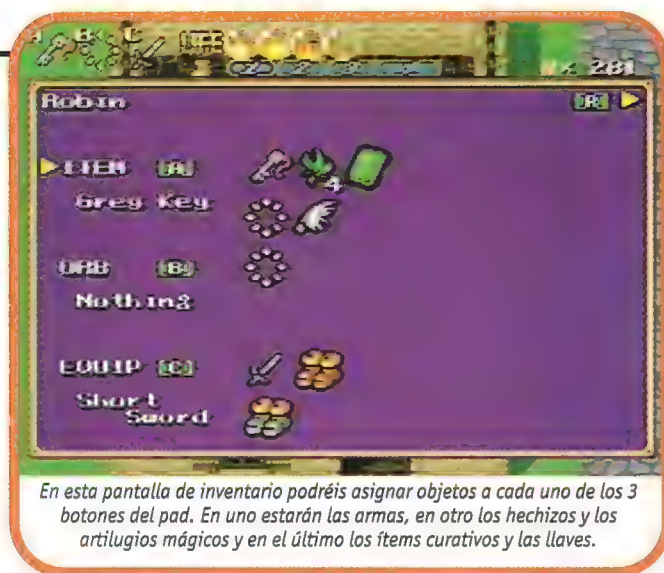 A B C
281
Robin
[R]
ITEM [A]
4
Grey Key
ORB [B]
Nothing
EQUIP [C]
Short
Sword
En esta pantalla de inventario podréis asignar objetos a cada uno de los 3
botones del pad. En uno estarán las armas, en otro los hechizos y los
artilugios mágicos y en el último los ítems curativos y las llaves.